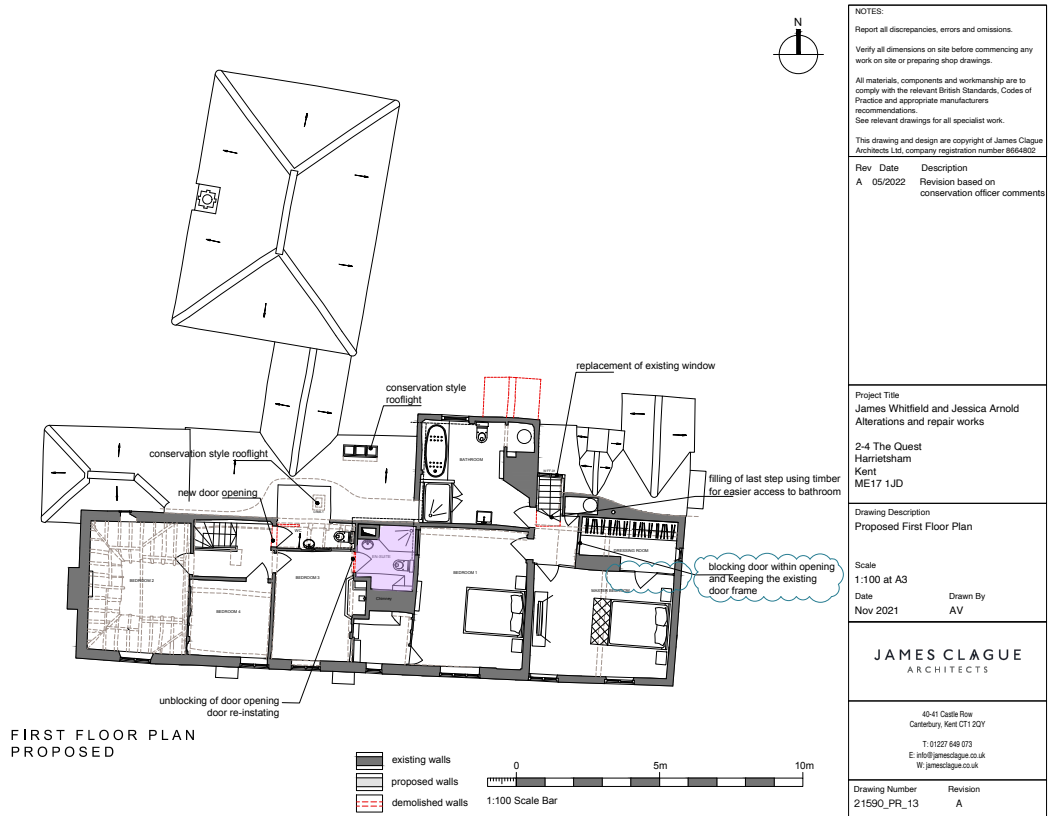 N
conservation style
rooflight
replacement of existing window
conservation style rooflight
new door opening
filling of last step using timber
for easier access to bathroom
blocking door within opening
and keeping the existing
door frame
BATHROOM
WC
EN-SUITE
DRESSING ROOM
BEDROOM 2
BEDROOM 4
BEDROOM 3
BEDROOM 1
MASTER BEDROOM
unblocking of door opening
door re-instating
FIRST FLOOR PLAN
PROPOSED
existing walls
proposed walls
demolished walls
0
5m
10m
1:100 Scale Bar
NOTES:
Report all discrepancies, errors and omissions.
Verify all dimensions on site before commencing any
work on site or preparing shop drawings.
All materials, components and workmanship are to
comply with the relevant British Standards, Codes of
Practice and appropriate manufacturers
recommendations.
See relevant drawings for all specialist work.
This drawing and design are copyright of James Clague
Architects Ltd, company registration number 8664802
Rev Date Description
A 05/2022 Revision based on
conservation officer comments
Project Title
James Whitfield and Jessica Arnold
Alterations and repair works
2-4 The Quest
Harrietsham
Kent
ME17 1JD
Drawing Description
Proposed First Floor Plan
Scale
1:100 at A3
Date Drawn By
Nov 2021 AV
JAMES CLAGUE
ARCHITECTS
40-41 Castle Row
Canterbury, Kent CT1 2QY
T: 01227 649 073
E: info@jamesclague.co.uk
W: jamesclague.co.uk
Drawing Number Revision
21590_PR_13 A